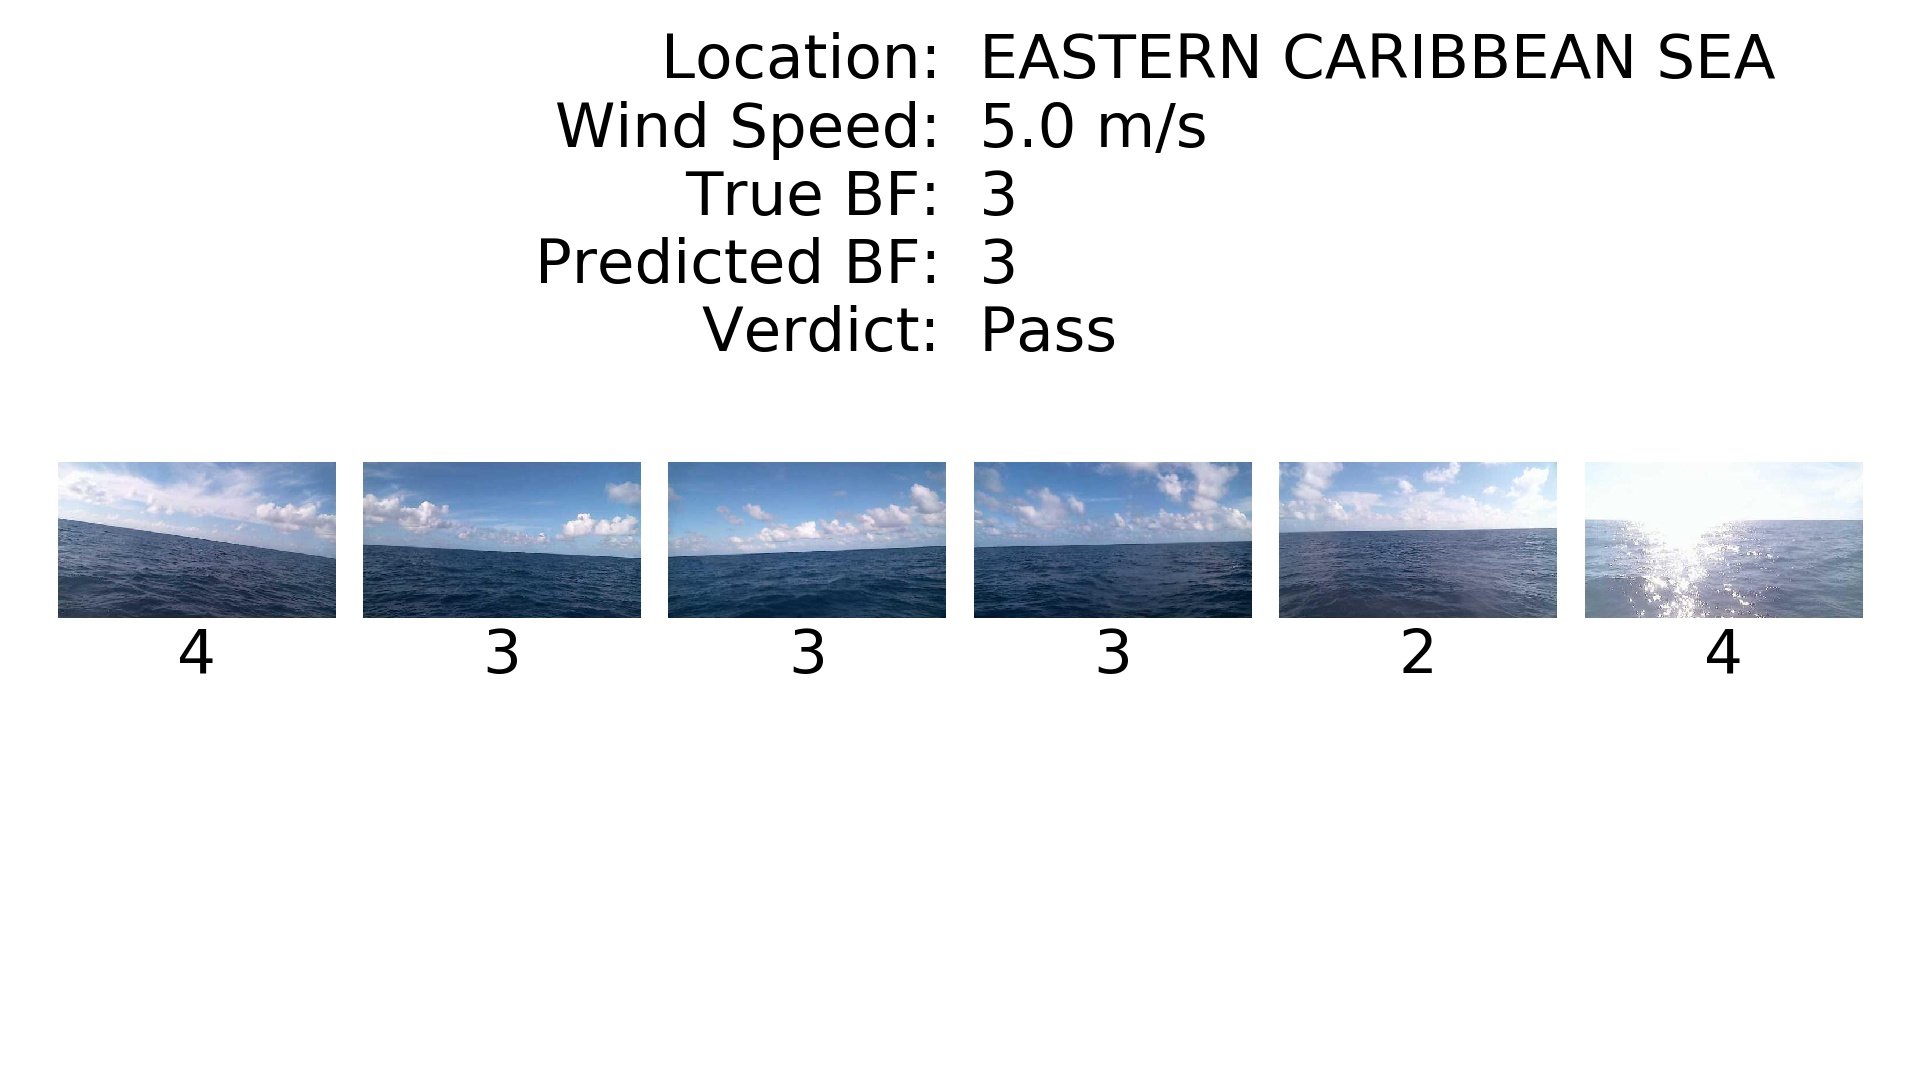 Location: EASTERN CARIBBEAN SEA
Wind Speed: 5.0 m/s
True BF: 3
Predicted BF: 3
Verdict: Pass
4 3 3 3 2 4